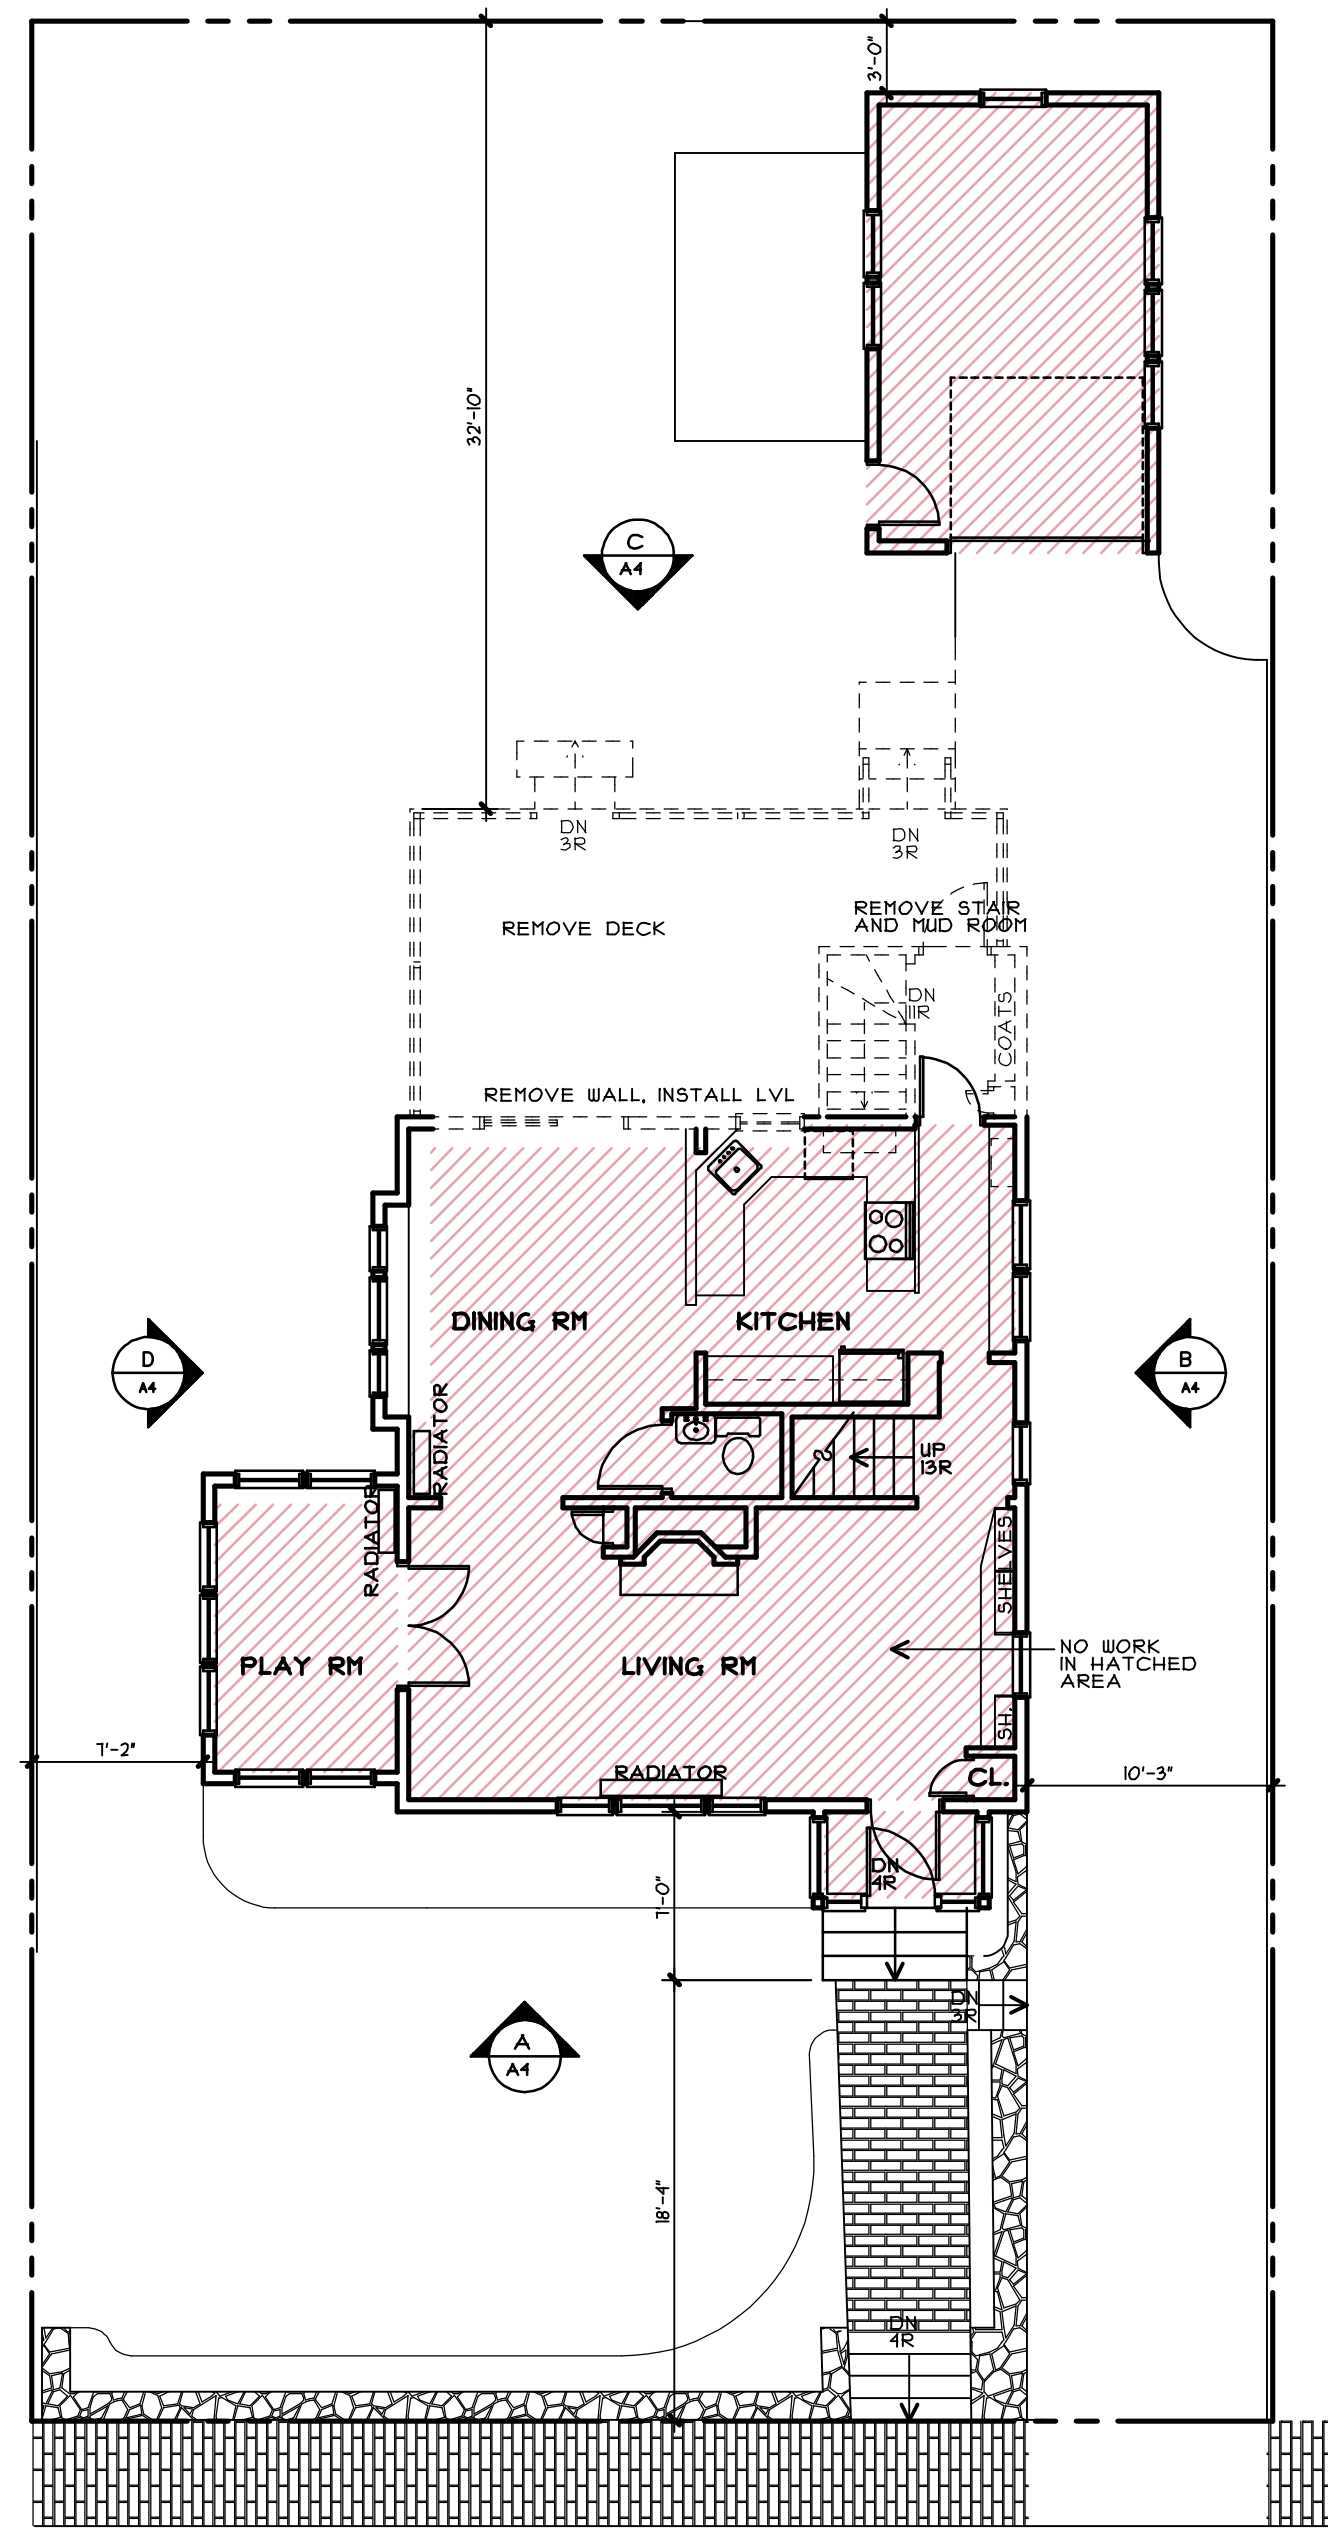 3'-0"
32'-10"
C
A4
DN
3R
DN
3R
REMOVE DECK
REMOVE STAIR
AND MUD ROOM
DN
11R
COATS
REMOVE WALL, INSTALL LVL
DINING RM
KITCHEN
D
A4
B
A4
RADIATOR
UP
13R
RADIATOR
SHELVES
PLAY RM
LIVING RM
NO WORK
IN HATCHED
AREA
SH.
7'-2"
RADIATOR
CL.
10'-3"
DN
4R
7'-0"
DN
3R
A
A4
18'-4"
DN
4R